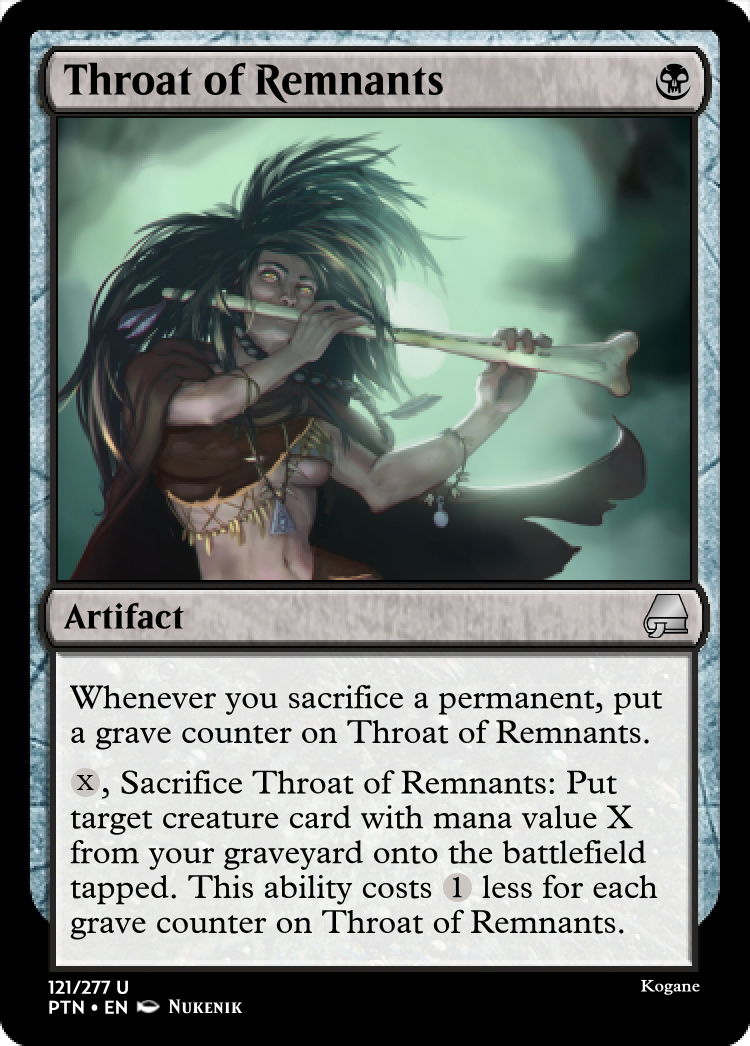 Throat of Remnants
Artifact
Whenever you sacrifice a permanent, put
a grave counter on Throat of Remnants.
X, Sacrifice Throat of Remnants: Put
target creature card with mana value X
from your graveyard onto the battlefield
tapped. This ability costs 1 less for each
grave counter on Throat of Remnants.
121/277 U
Kogane
PTN • EN NUKENIK